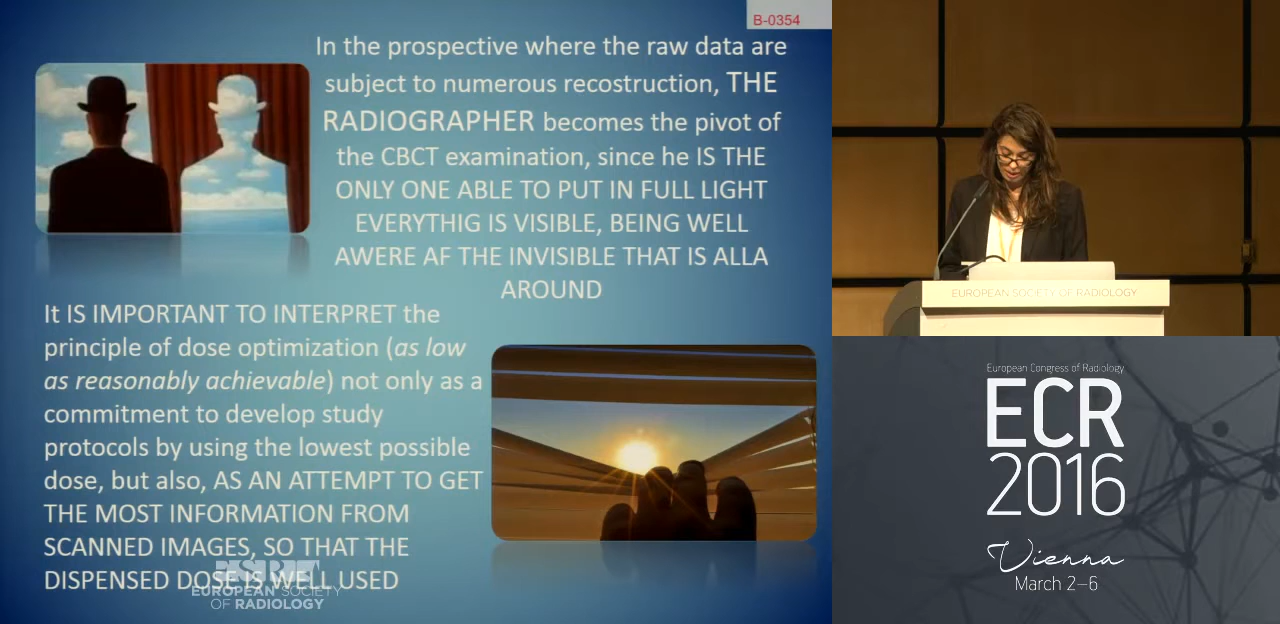 B-0354
In the prospective where the raw data are
subject to numerous recostruction, THE
RADIOGRAPHER becomes the pivot of
the CBCT examination, since he IS THE
ONLY ONE ABLE TO PUT IN FULL LIGHT
EVERYTHIG IS VISIBLE, BEING WELL
AWERE AF THE INVISIBLE THAT IS ALLA
AROUND
It IS IMPORTANT TO INTERPRET the
principle of dose optimization (as low
as reasonably achievable) not only as a
commitment to develop study
protocols by using the lowest possible
dose, but also, AS AN ATTEMPT TO GET
THE MOST INFORMATION FROM
SCANNED IMAGES, SO THAT THE
DISPENSED DOSE IS WELL USED
EUROPEAN SOCIETY
OF RADIOLOGY
EUROPEAN SOCIETY OF RADIOLOGY
European Congress of Radiology
ECR
2016
Vienna
March 2–6